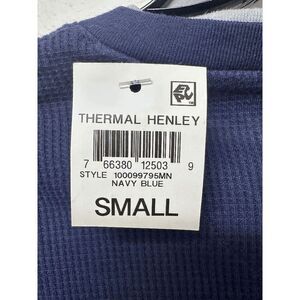 THERMAL HENLEY
7 66380 12503 9
STYLE 100099795MN
NAVY BLUE
SMALL